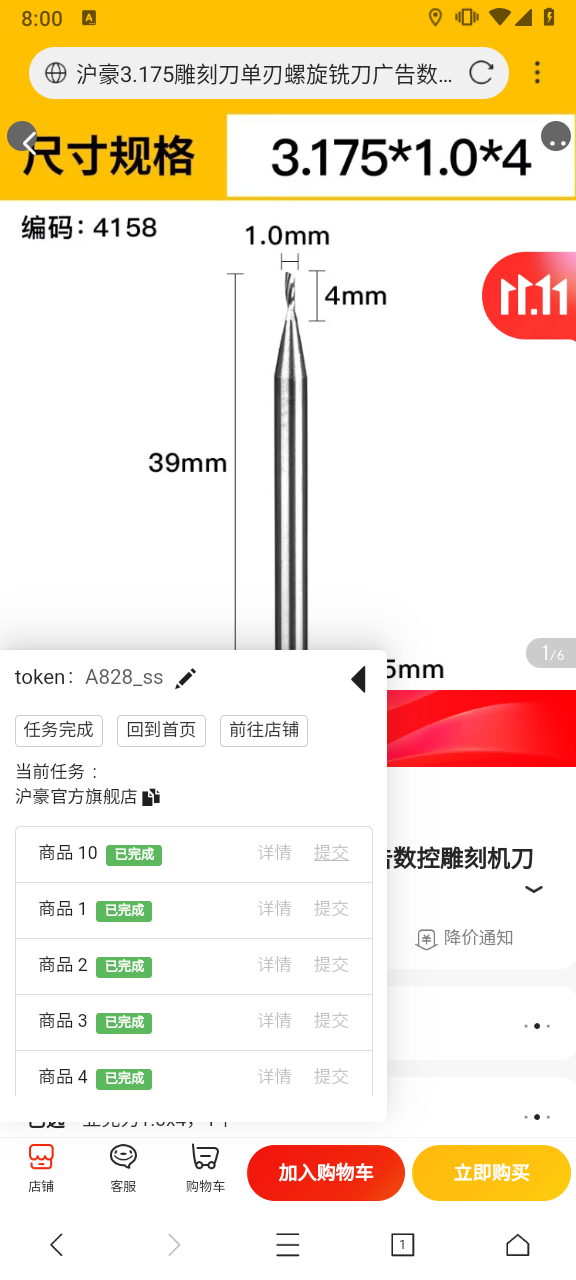 8:00
沪豪3.175雕刻刀单刃螺旋铣刀广告数...
尺寸规格
3.175*1.0*4
编码：4158
1.0mm
4mm
11.11
39mm
5mm
1/6
token： A828_ss
任务完成
回到首页
前往店铺
当前任务 ：
沪豪官方旗舰店
告数控雕刻机刀
商品 10 已完成 详情 提交
商品 1 已完成 详情 提交
降价通知
商品 2 已完成 详情 提交
商品 3 已完成 详情 提交
商品 4 已完成 详情 提交
店铺
客服
购物车
加入购物车
立即购买
1